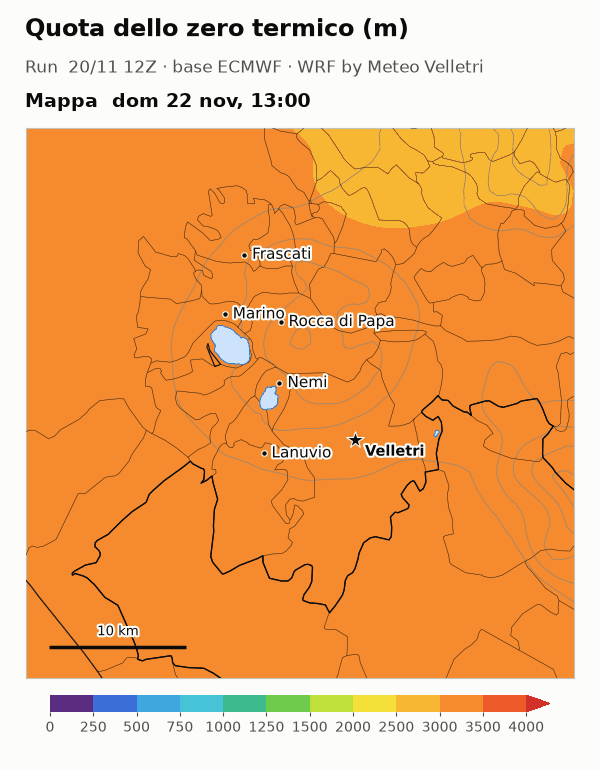 Quota dello zero termico (m)
Run  20/11 12Z · base ECMWF · WRF by Meteo Velletri
Mappa  dom 22 nov, 13:00
Frascati
Marino
Rocca di Papa
Nemi
Velletri
Lanuvio
10 km
0 250 500 750 1000 1250 1500 2000 2500 3000 3500 4000